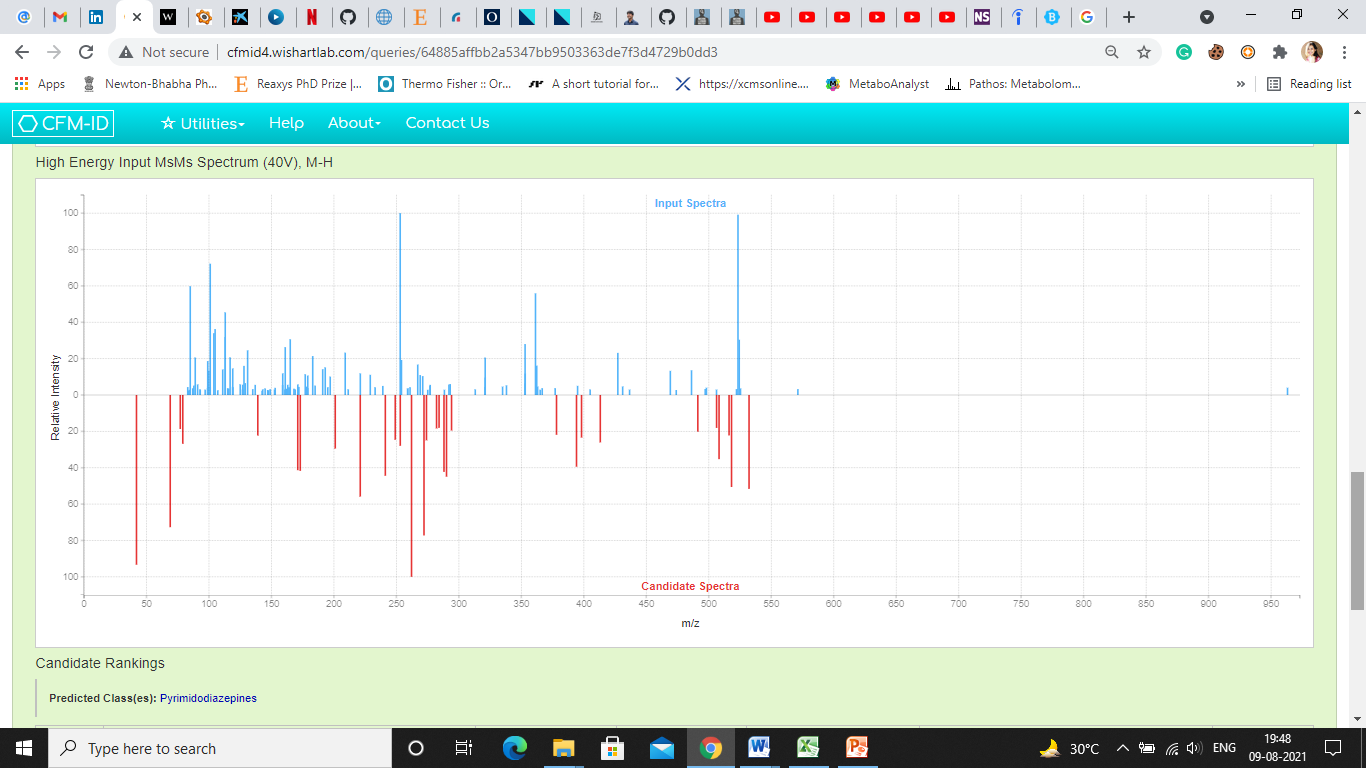 Not secure | cfmid4.wishartlab.com/queries/64885affbb2a5347bb9503363de7f3d4729b0dd3
Apps Newton-Bhabha Ph... Reaxys PhD Prize |... Thermo Fisher :: Or... A short tutorial for... https://xcmsonline.... MetaboAnalyst Pathos: Metabolom... » Reading list
CFM-ID Utilities Help About Contact Us
High Energy Input MsMs Spectrum (40V), M-H
Input Spectra
100
80
60
40
20
0
20
40
60
80
100
Relative Intensity
Candidate Spectra
0 50 100 150 200 250 300 350 400 450 500 550 600 650 700 750 800 850 900 950
m/z
Candidate Rankings
Predicted Class(es): Pyrimidodiazepines
Type here to search
30°C ENG
19:48
09-08-2021